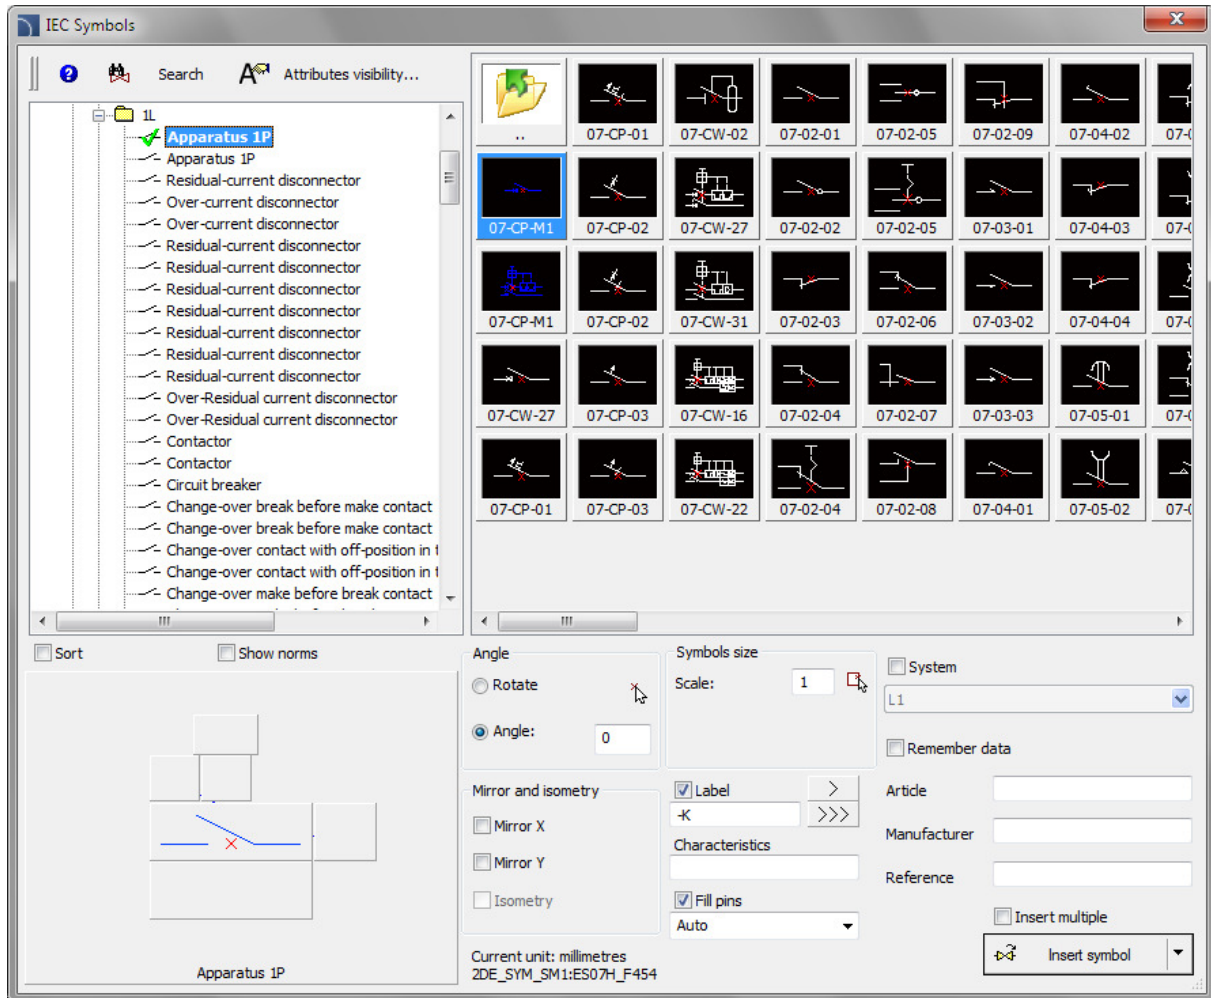 IEC Symbols
Search
Attributes visibility...
1L
Apparatus 1P
Apparatus 1P
Residual-current disconnector
Over-current disconnector
Over-current disconnector
Residual-current disconnector
Residual-current disconnector
Residual-current disconnector
Residual-current disconnector
Residual-current disconnector
Residual-current disconnector
Residual-current disconnector
Over-Residual current disconnector
Over-Residual current disconnector
Contactor
Contactor
Circuit breaker
Change-over break before make contact
Change-over break before make contact
Change-over contact with off-position in t
Change-over contact with off-position in t
Change-over make before break contact
.. 07-CP-01 07-CW-02 07-02-01 07-02-05 07-02-09 07-04-02 07-0
07-CP-M1 07-CP-02 07-CW-27 07-02-02 07-02-05 07-03-01 07-04-03 07-0
07-CP-M1 07-CP-02 07-CW-31 07-02-03 07-02-06 07-03-02 07-04-04 07-0
07-CW-27 07-CP-03 07-CW-16 07-02-04 07-02-07 07-03-03 07-05-01 07-0
07-CP-01 07-CP-03 07-CW-22 07-02-04 07-02-08 07-04-01 07-05-02 07-0
Sort
Show norms
Apparatus 1P
Angle
Rotate
Angle: 0
Mirror and isometry
Mirror X
Mirror Y
Isometry
Current unit: millimetres
2DE_SYM_SM1:ES07H_F454
Symbols size
Scale: 1
Label >
-K >>>
Characteristics
Fill pins
Auto
System
L1
Remember data
Article
Manufacturer
Reference
Insert multiple
Insert symbol